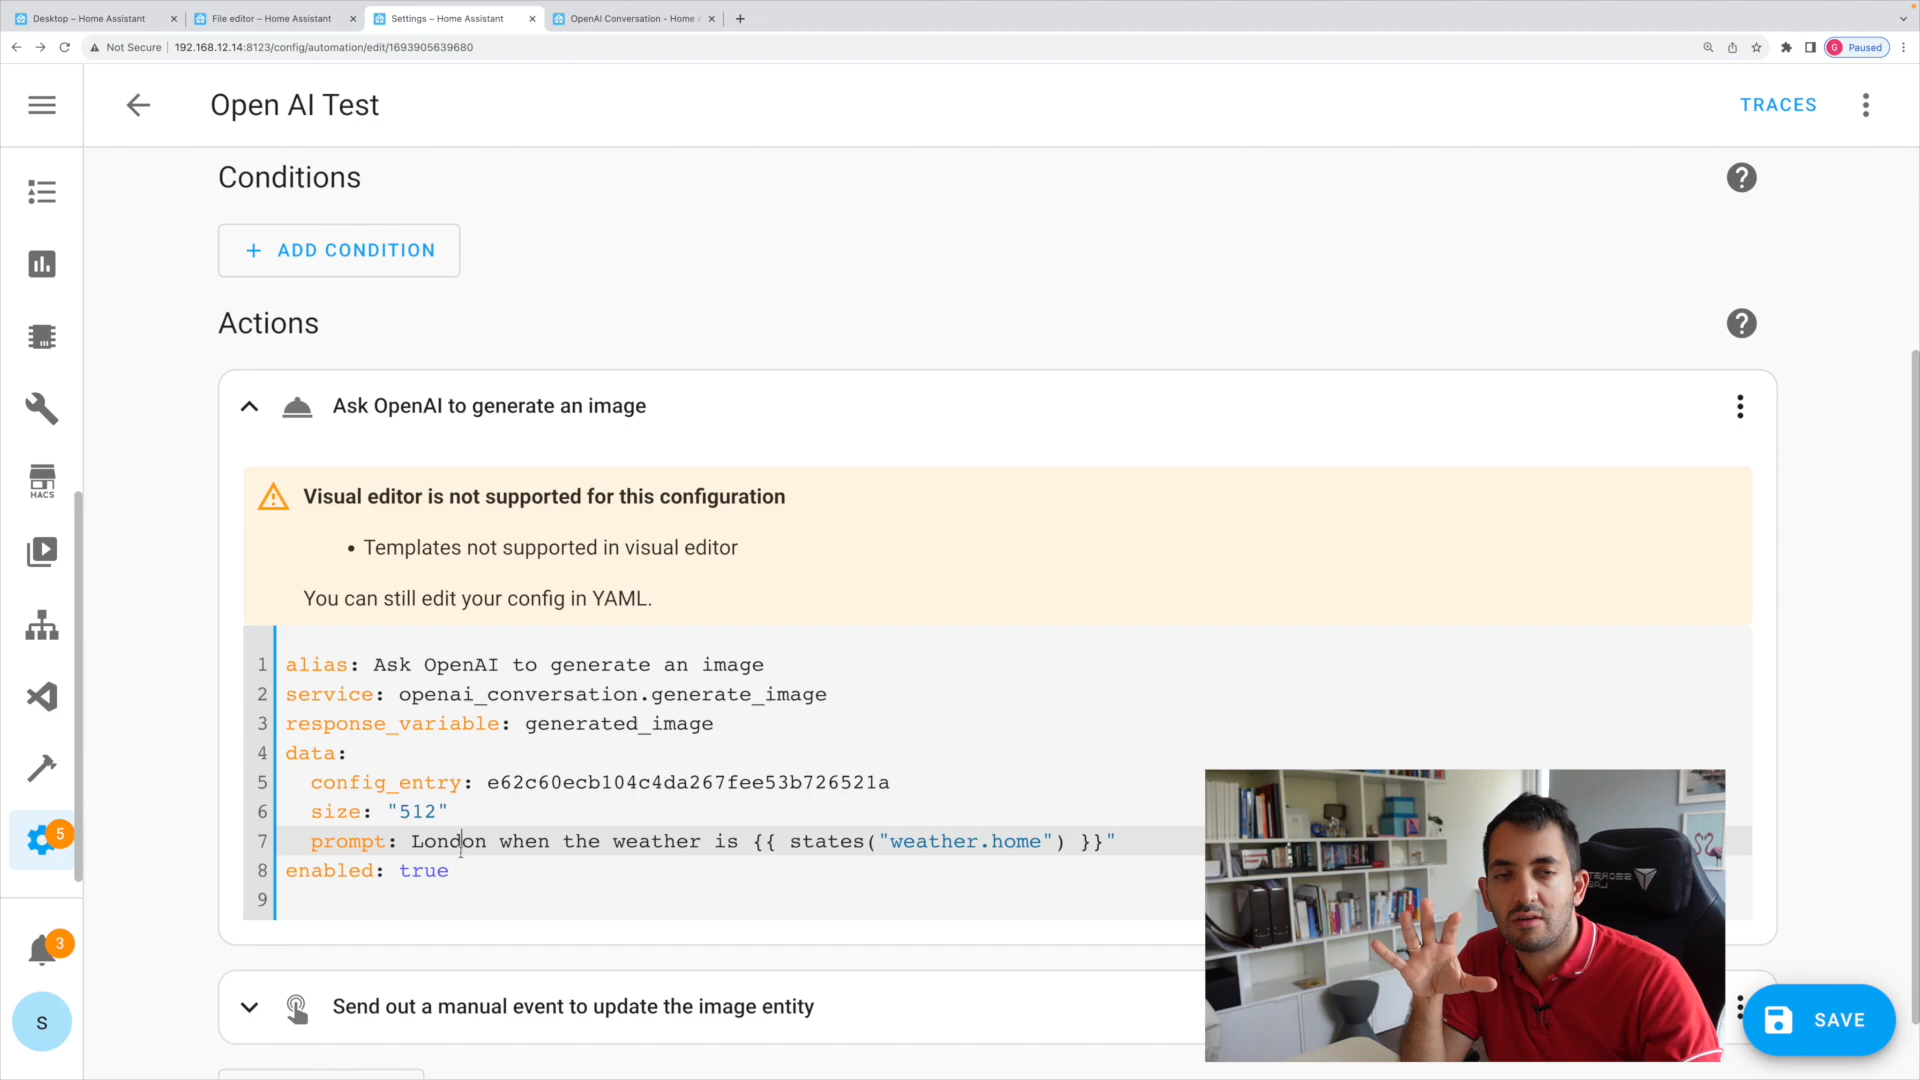 Desktop – Home Assistant
File editor – Home Assistant
Settings – Home Assistant
OpenAI Conversation - Home A
Not Secure
192.168.12.14:8123/config/automation/edit/1693905639680
G
Paused
Open AI Test
TRACES
Conditions
?
+ ADD CONDITION
Actions
?
HACS
Ask OpenAI to generate an image
Visual editor is not supported for this configuration
• Templates not supported in visual editor
You can still edit your config in YAML.
1 alias: Ask OpenAI to generate an image
2 service: openai_conversation.generate_image
3 response_variable: generated_image
4 data:
5 config_entry: e62c60ecb104c4da267fee53b726521a
6 size: "512"
7 prompt: London when the weather is {{ states("weather.home") }}"
8 enabled: true
9
5
3
S
Send out a manual event to update the image entity
SAVE